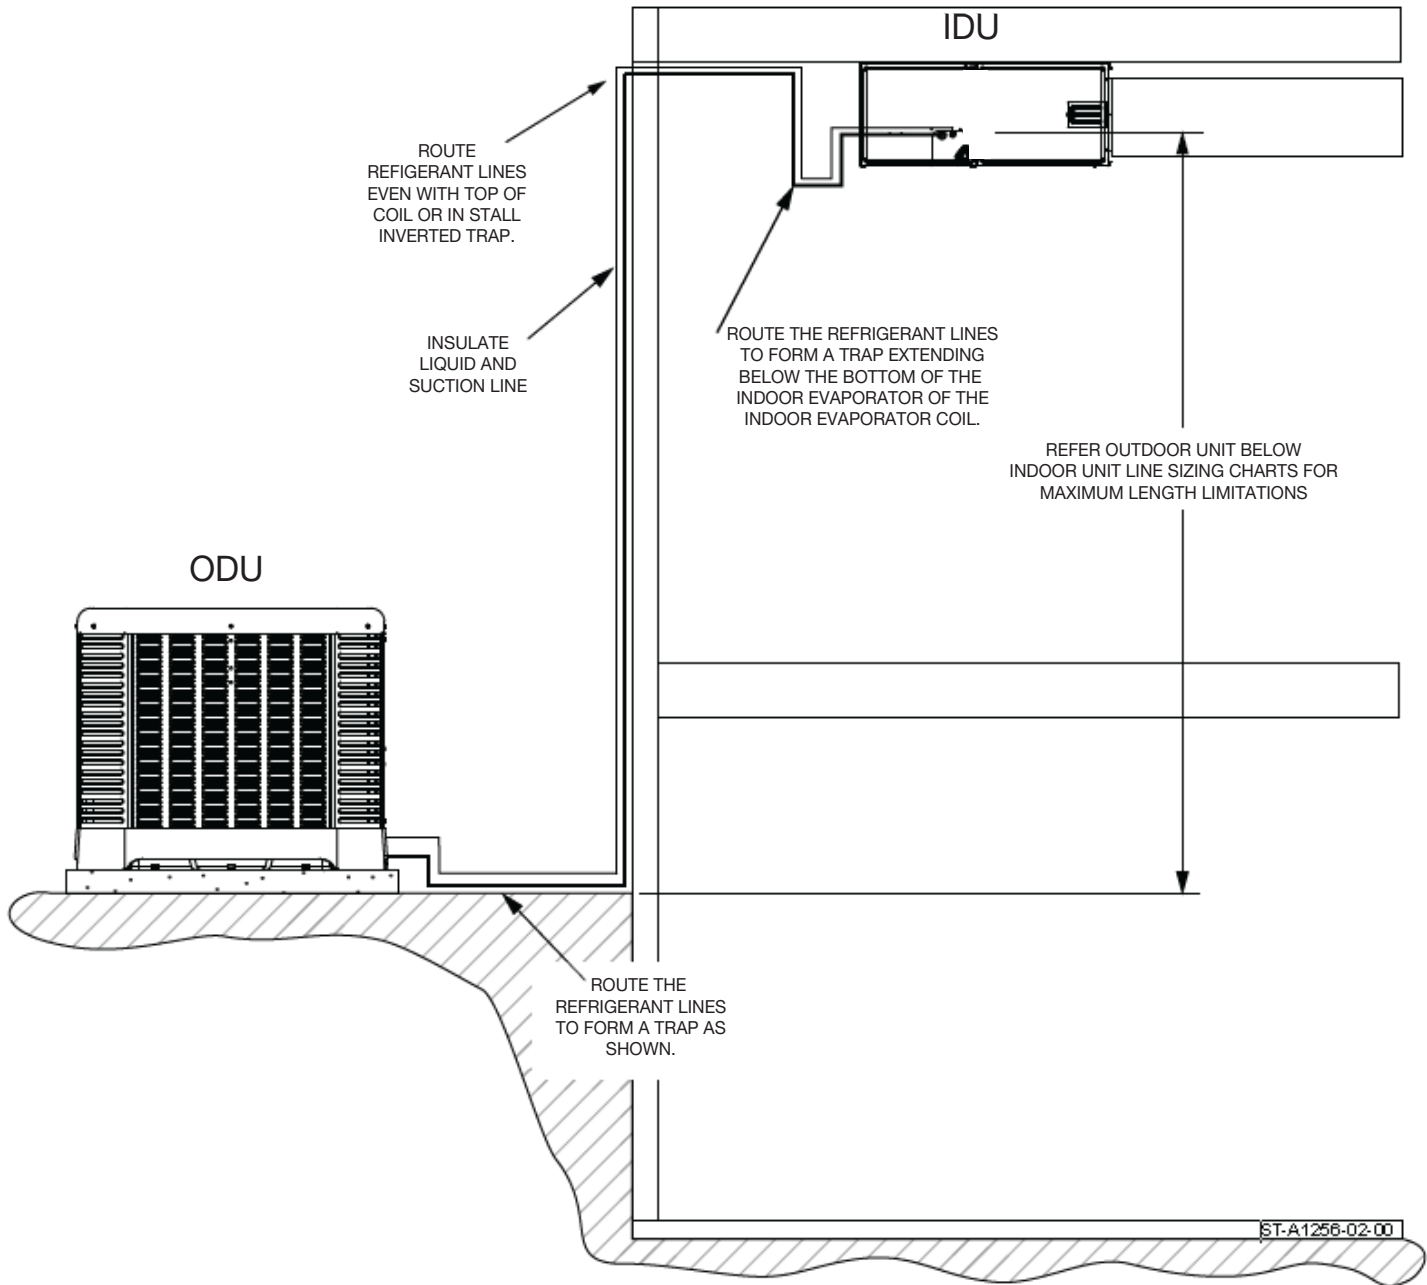 IDU
ROUTE
REFIGERANT LINES
EVEN WITH TOP OF
COIL OR IN STALL
INVERTED TRAP.
INSULATE
LIQUID AND
SUCTION LINE
ROUTE THE REFRIGERANT LINES
TO FORM A TRAP EXTENDING
BELOW THE BOTTOM OF THE
INDOOR EVAPORATOR OF THE
INDOOR EVAPORATOR COIL.
REFER OUTDOOR UNIT BELOW
INDOOR UNIT LINE SIZING CHARTS FOR
MAXIMUM LENGTH LIMITATIONS
ODU
ROUTE THE
REFRIGERANT LINES
TO FORM A TRAP AS
SHOWN.
ST-A1256-02-00